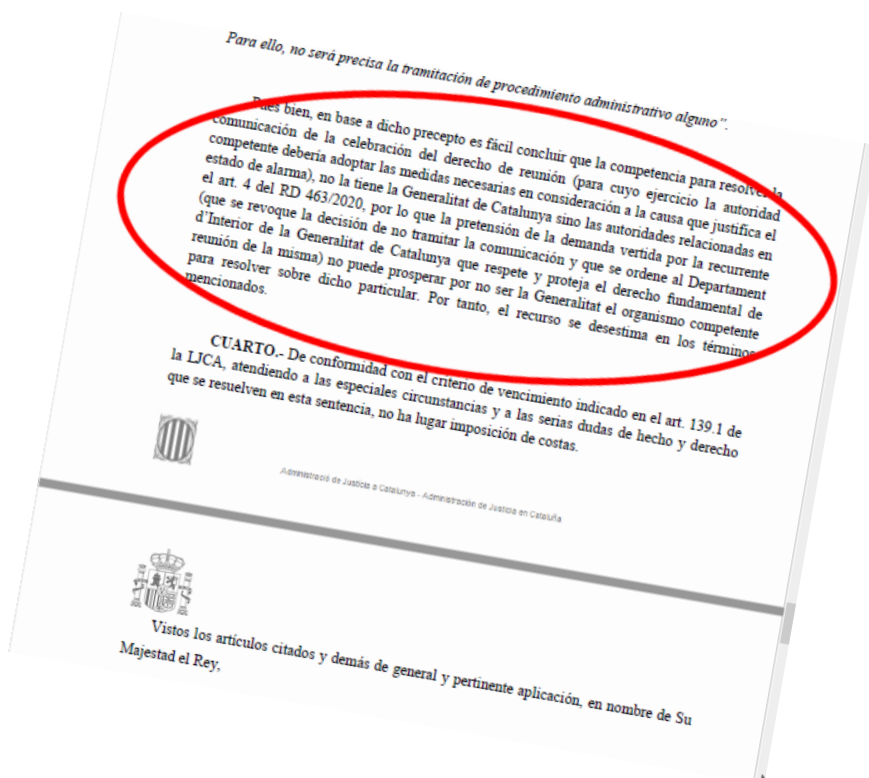 Para ello, no será precisa la tramitación de procedimiento administrativo alguno".
Pues bien, en base a dicho precepto es fácil concluir que la competencia para resolver la
comunicación de la celebración del derecho de reunión (para cuyo ejercicio la autoridad
competente debería adoptar las medidas necesarias en consideración a la causa que justifica el
estado de alarma), no la tiene la Generalitat de Catalunya sino las autoridades relacionadas en
el art. 4 del RD 463/2020, por lo que la pretensión de la demanda vertida por la recurrente
(que se revoque la decisión de no tramitar la comunicación y que se ordene al Departament
d'Interior de la Generalitat de Catalunya que respete y proteja el derecho fundamental de
reunión de la misma) no puede prosperar por no ser la Generalitat el organismo competente
para resolver sobre dicho particular. Por tanto, el recurso se desestima en los términos
mencionados.
CUARTO.- De conformidad con el criterio de vencimiento indicado en el art. 139.1 de
la LJCA, atendiendo a las especiales circunstancias y a las serias dudas de hecho y derecho
que se resuelven en esta sentencia, no ha lugar imposición de costas.
Administració de Justícia a Catalunya - Administración de Justicia en Cataluña
Vistos los artículos citados y demás de general y pertinente aplicación, en nombre de Su
Majestad el Rey,